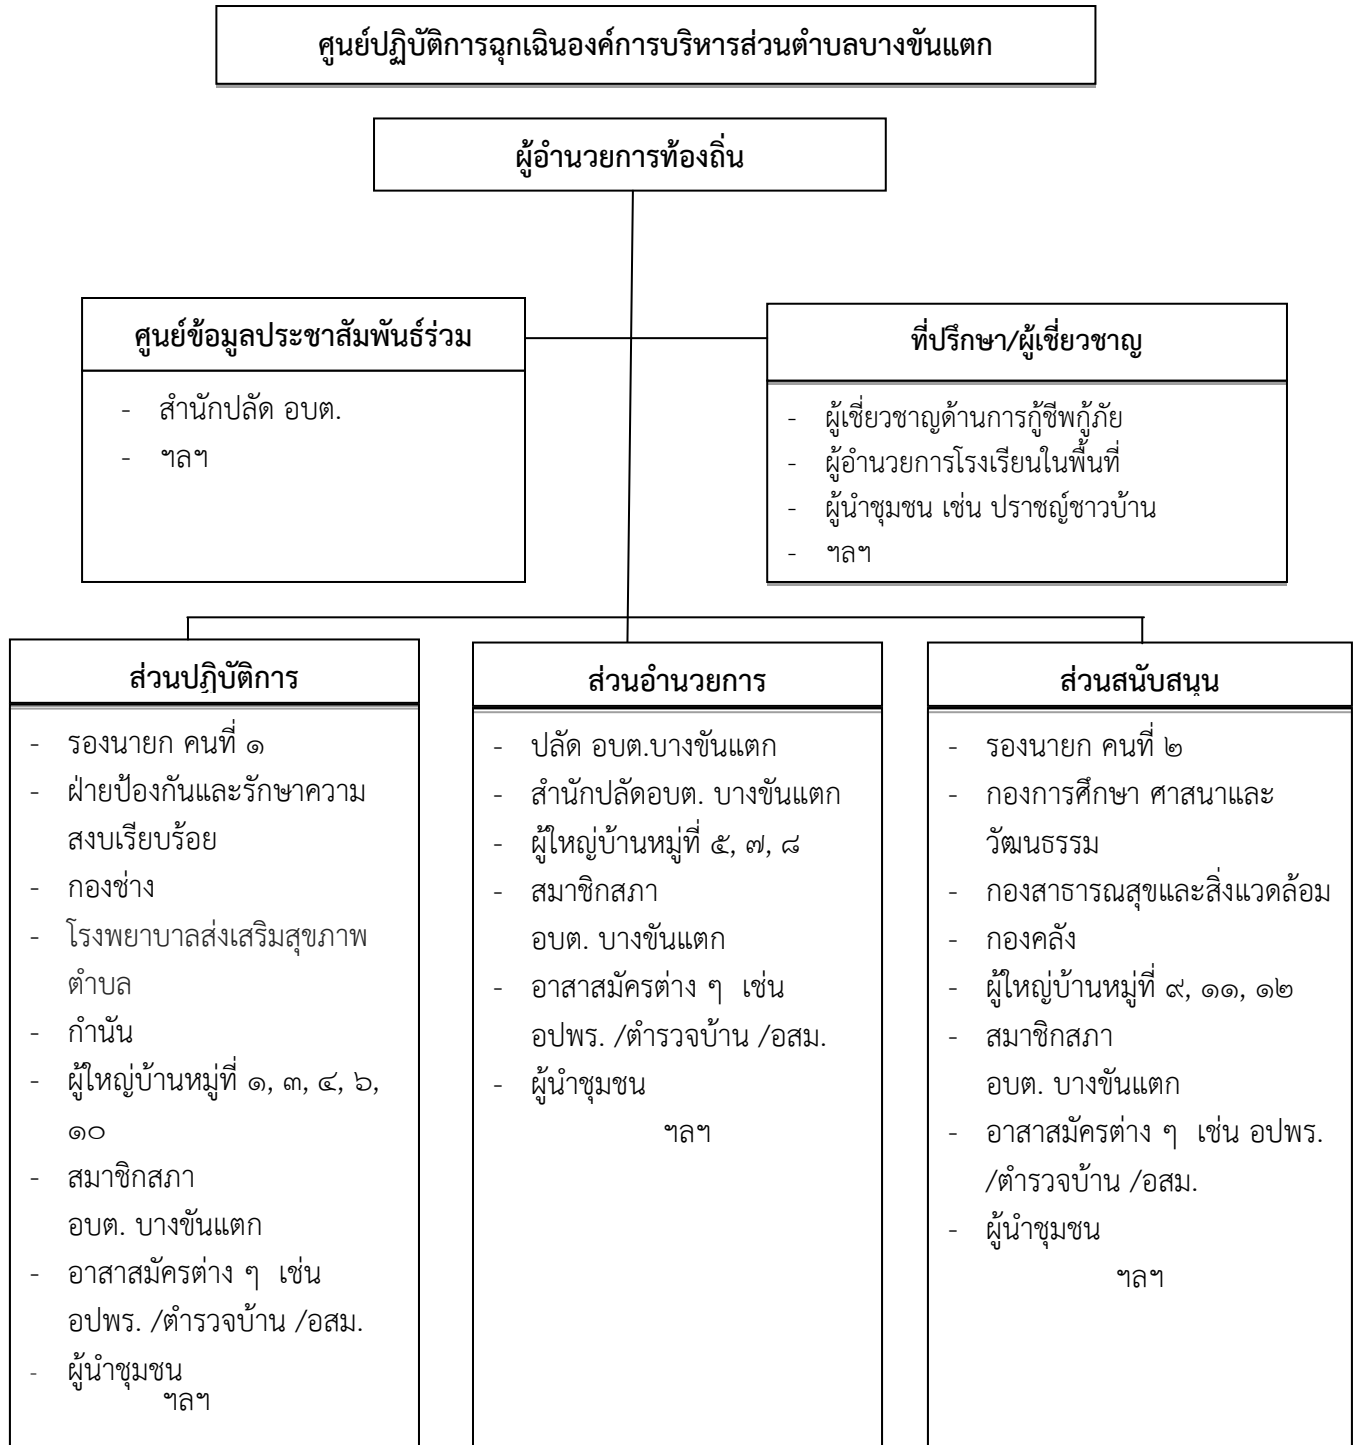 ศูนย์ปฏิบัติการฉุกเฉินองค์การบริหารส่วนตำบลบางขันแตก
ผู้อำนวยการท้องถิ่น
ศูนย์ข้อมูลประชาสัมพันธ์ร่วม
- สำนักปลัด อบต.
- ฯลฯ
ที่ปรึกษา/ผู้เชี่ยวชาญ
- ผู้เชี่ยวชาญด้านการกู้ชีพกู้ภัย
- ผู้อำนวยการโรงเรียนในพื้นที่
- ผู้นำชุมชน เช่น ปราชญ์ชาวบ้าน
- ฯลฯ
ส่วนปฏิบัติการ
- รองนายก คนที่ ๑
- ฝ่ายป้องกันและรักษาความ
สงบเรียบร้อย
- กองช่าง
- โรงพยาบาลส่งเสริมสุขภาพ
ตำบล
- กำนัน
- ผู้ใหญ่บ้านหมู่ที่ ๑, ๓, ๔, ๖,
๑๐
- สมาชิกสภา
อบต. บางขันแตก
- อาสาสมัครต่าง ๆ เช่น
อปพร. /ตำรวจบ้าน /อสม.
- ผู้นำชุมชน
ฯลฯ
ส่วนอำนวยการ
- ปลัด อบต.บางขันแตก
- สำนักปลัดอบต. บางขันแตก
- ผู้ใหญ่บ้านหมู่ที่ ๕, ๗, ๘
- สมาชิกสภา
อบต. บางขันแตก
- อาสาสมัครต่าง ๆ เช่น
อปพร. /ตำรวจบ้าน /อสม.
- ผู้นำชุมชน
ฯลฯ
ส่วนสนับสนุน
- รองนายก คนที่ ๒
- กองการศึกษา ศาสนาและ
วัฒนธรรม
- กองสาธารณสุขและสิ่งแวดล้อม
- กองคลัง
- ผู้ใหญ่บ้านหมู่ที่ ๙, ๑๑, ๑๒
- สมาชิกสภา
อบต. บางขันแตก
- อาสาสมัครต่าง ๆ เช่น อปพร.
/ตำรวจบ้าน /อสม.
- ผู้นำชุมชน
ฯลฯ